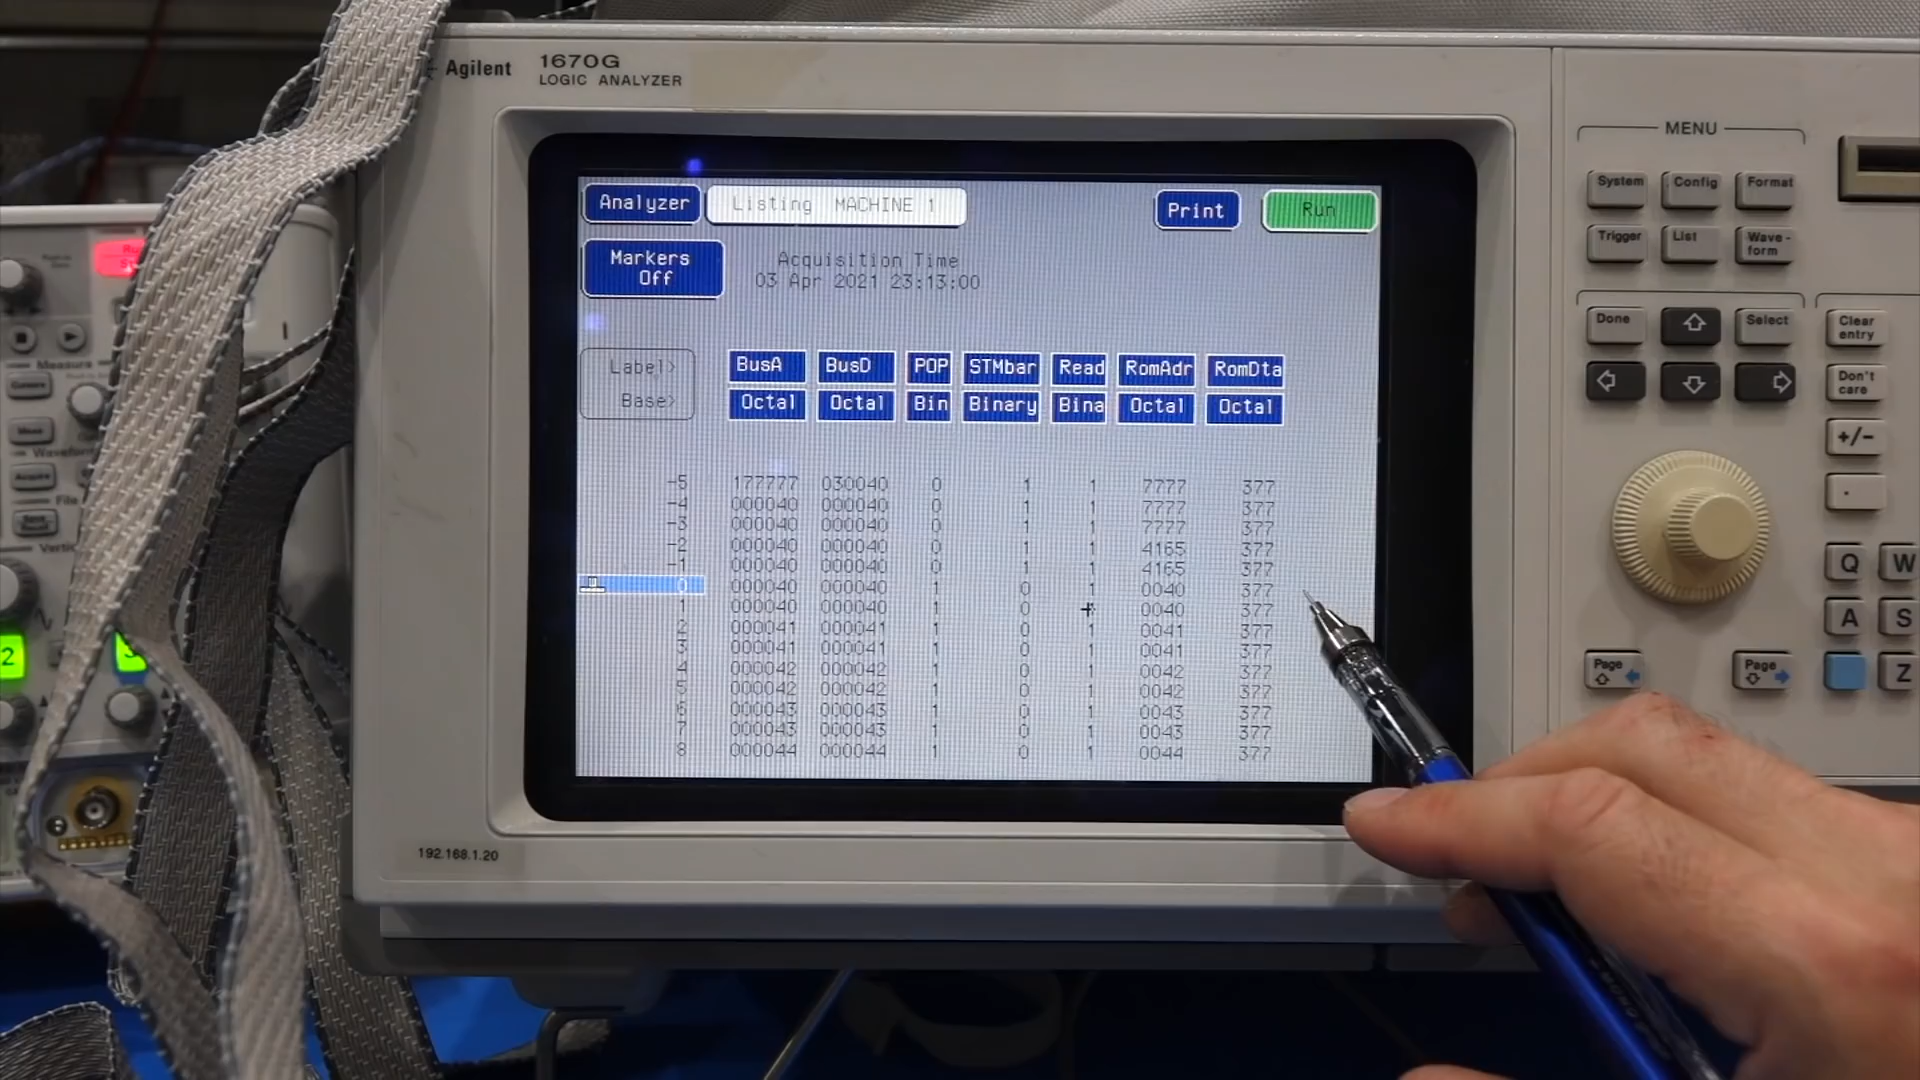 Agilent 1670G
LOGIC ANALYZER
Analyzer Listing MACHINE 1 Print Run
Markers
Off
Acquisition Time
03 Apr 2021 23:13:00
Label> BusA BusD POP STMbar Read RomAdr RomDta
Base> Octal Octal Bin Binary Bina Octal Octal
-5 177777 030040 0 1 1 7777 377
-4 000040 000040 0 1 1 7777 377
-3 000040 000040 0 1 1 7777 377
-2 000040 000040 0 1 1 4165 377
-1 000040 000040 0 1 1 4165 377
0 000040 000040 1 0 1 0040 377
1 000040 000040 1 0 0040 377
2 000041 000041 1 0 1 0041 377
3 000041 000041 1 0 1 0041 377
4 000042 000042 1 0 1 0042 377
5 000042 000042 1 0 1 0042 377
6 000043 000043 1 0 1 0043 377
7 000043 000043 1 0 1 0043 377
8 000044 000044 1 0 1 0044 377
192.168.1.20
MENU
System Config Format
Trigger List Wave-
form
Done Select
Clear
entry
Don't
care
+/-
.
Q W
A S
Z
Page Page
Measure
2